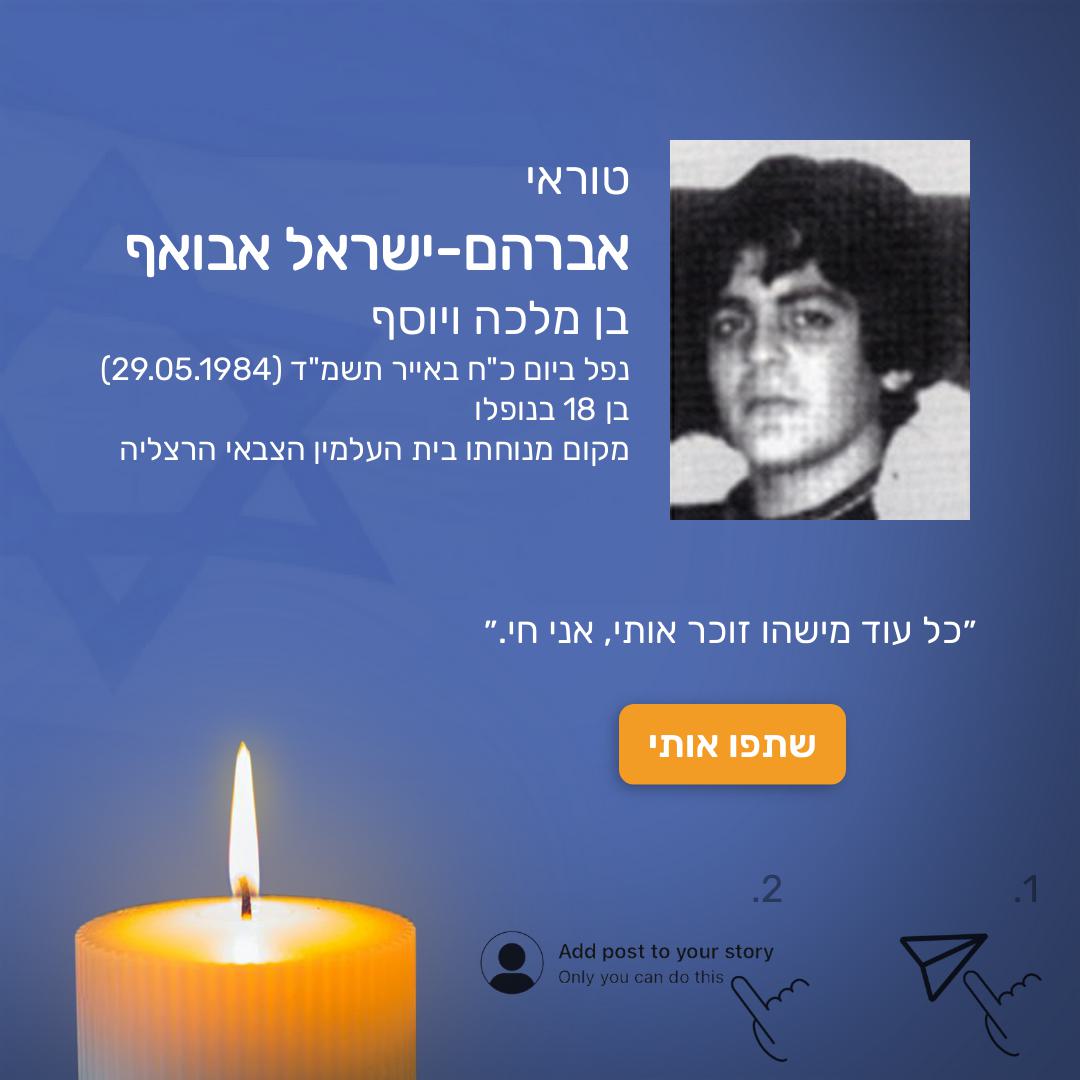 טוראי
אברהם-ישראל אבואף
בן מלכה ויוסף
נפל ביום כ"ח באייר תשמ"ד (29.05.1984)
בן 18 בנופלו
מקום מנוחתו בית העלמין הצבאי הרצליה
״כל עוד מישהו זוכר אותי, אני חי.״
שתפו אותי
.1
.2
Add post to your story
Only you can do this